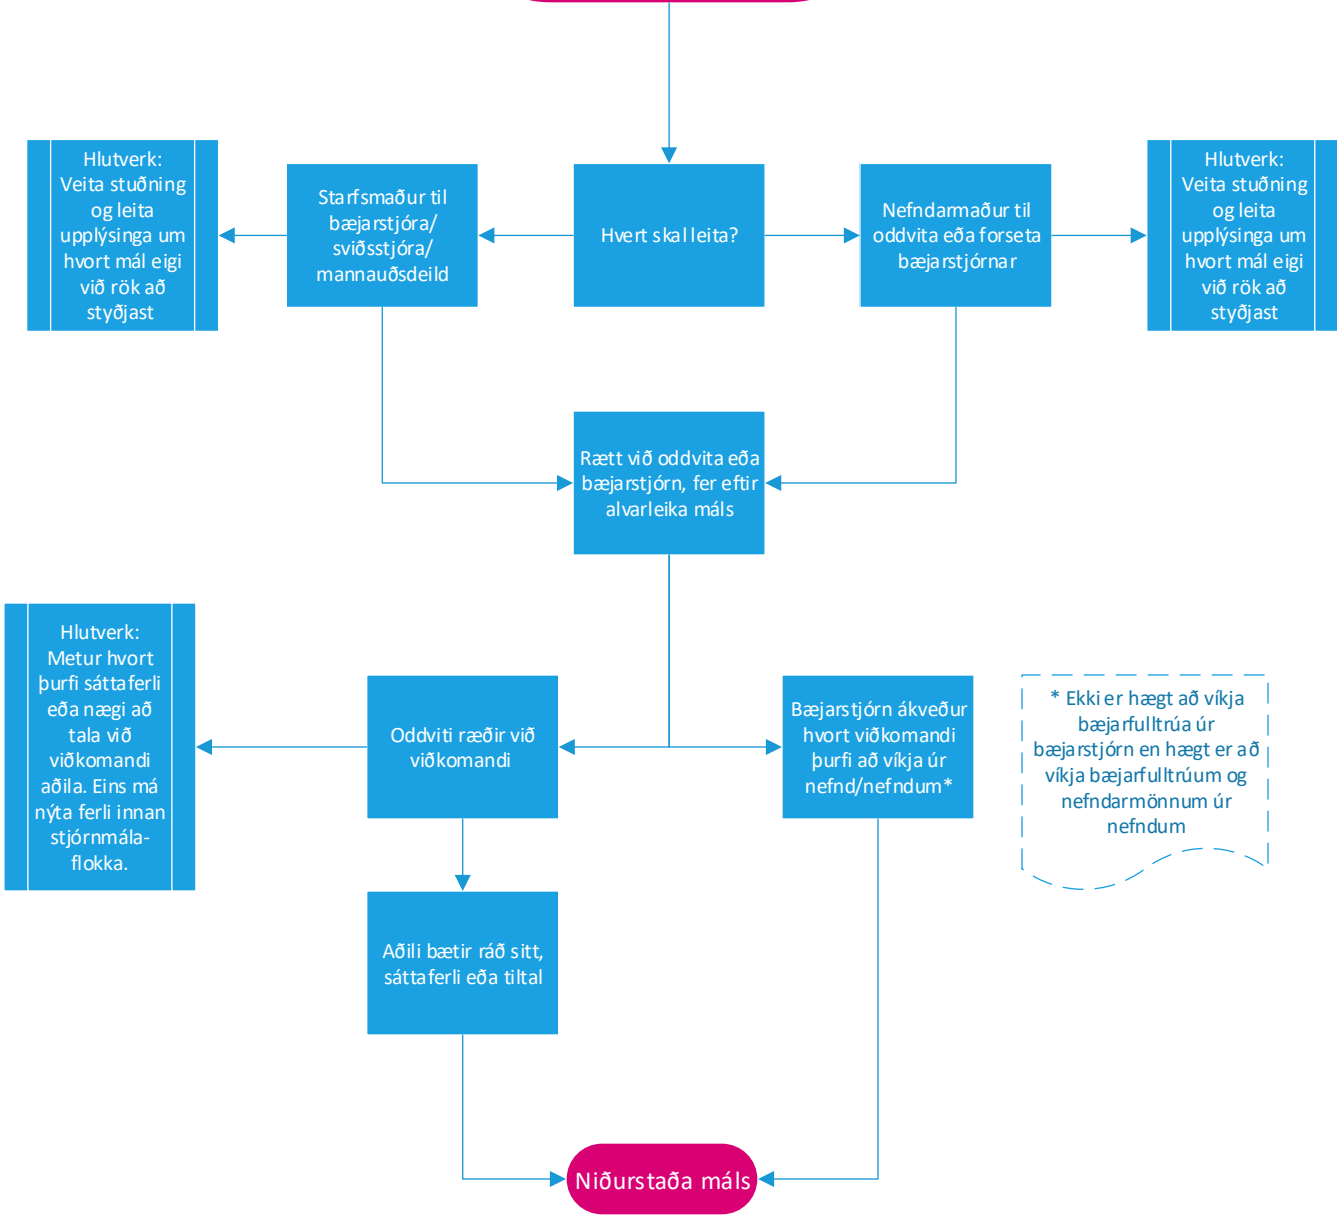 Hlutverk:
Veita stuðning
og leita
upplýsinga um
hvort mál eigi
við rök að
styðjast
Starfsmaður til
bæjarstjóra/
sviðsstjóra/
mannauðsdeild
Hvert skal leita?
Nefndarmaður til
oddvita eða forseta
bæjarstjórnar
Hlutverk:
Veita stuðning
og leita
upplýsinga um
hvort mál eigi
við rök að
styðjast
Rætt við oddvita eða
bæjarstjórn, fer eftir
alvarleika máls
Hlutverk:
Metur hvort
þurfi sáttaferli
eða nægi að
tala við
viðkomandi
aðila. Eins má
nýta ferli innan
stjórnmála-
flokka.
Oddviti ræðir við
viðkomandi
Bæjarstjórn ákveður
hvort viðkomandi
þurfi að víkja úr
nefnd/nefndum*
* Ekki er hægt að víkja
bæjarfulltrúa úr
bæjarstjórn en hægt er að
víkja bæjarfulltrúum og
nefndarmönnum úr
nefndum
Aðili bætir ráð sitt,
sáttaferli eða tiltal
Niðurstaða máls